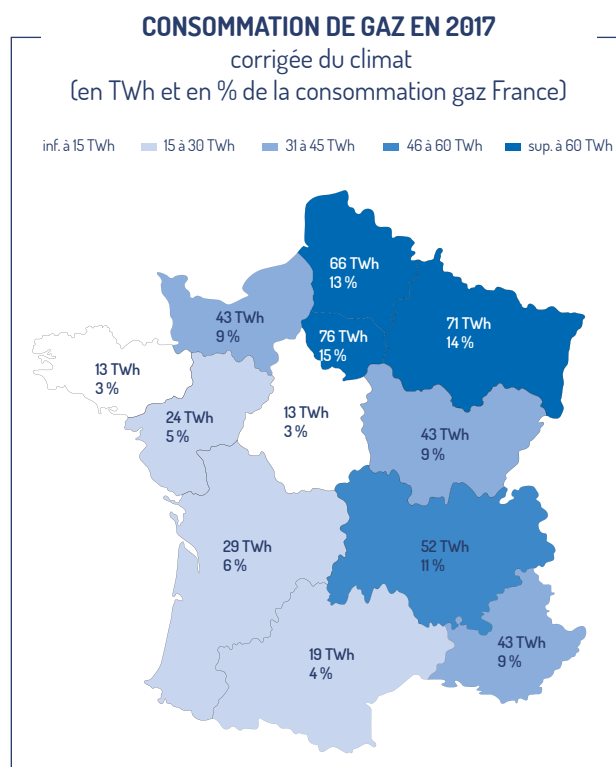 CONSOMMATION DE GAZ EN 2017
corrigée du climat
(en TWh et en % de la consommation gaz France)
inf. à 15 TWh 15 à 30 TWh 31 à 45 TWh 46 à 60 TWh sup. à 60 TWh
66 TWh
13 %
43 TWh
9 %
76 TWh
15 %
71 TWh
14 %
13 TWh
3 %
24 TWh
5 %
13 TWh
3 %
43 TWh
9 %
29 TWh
6 %
52 TWh
11 %
19 TWh
4 %
43 TWh
9 %